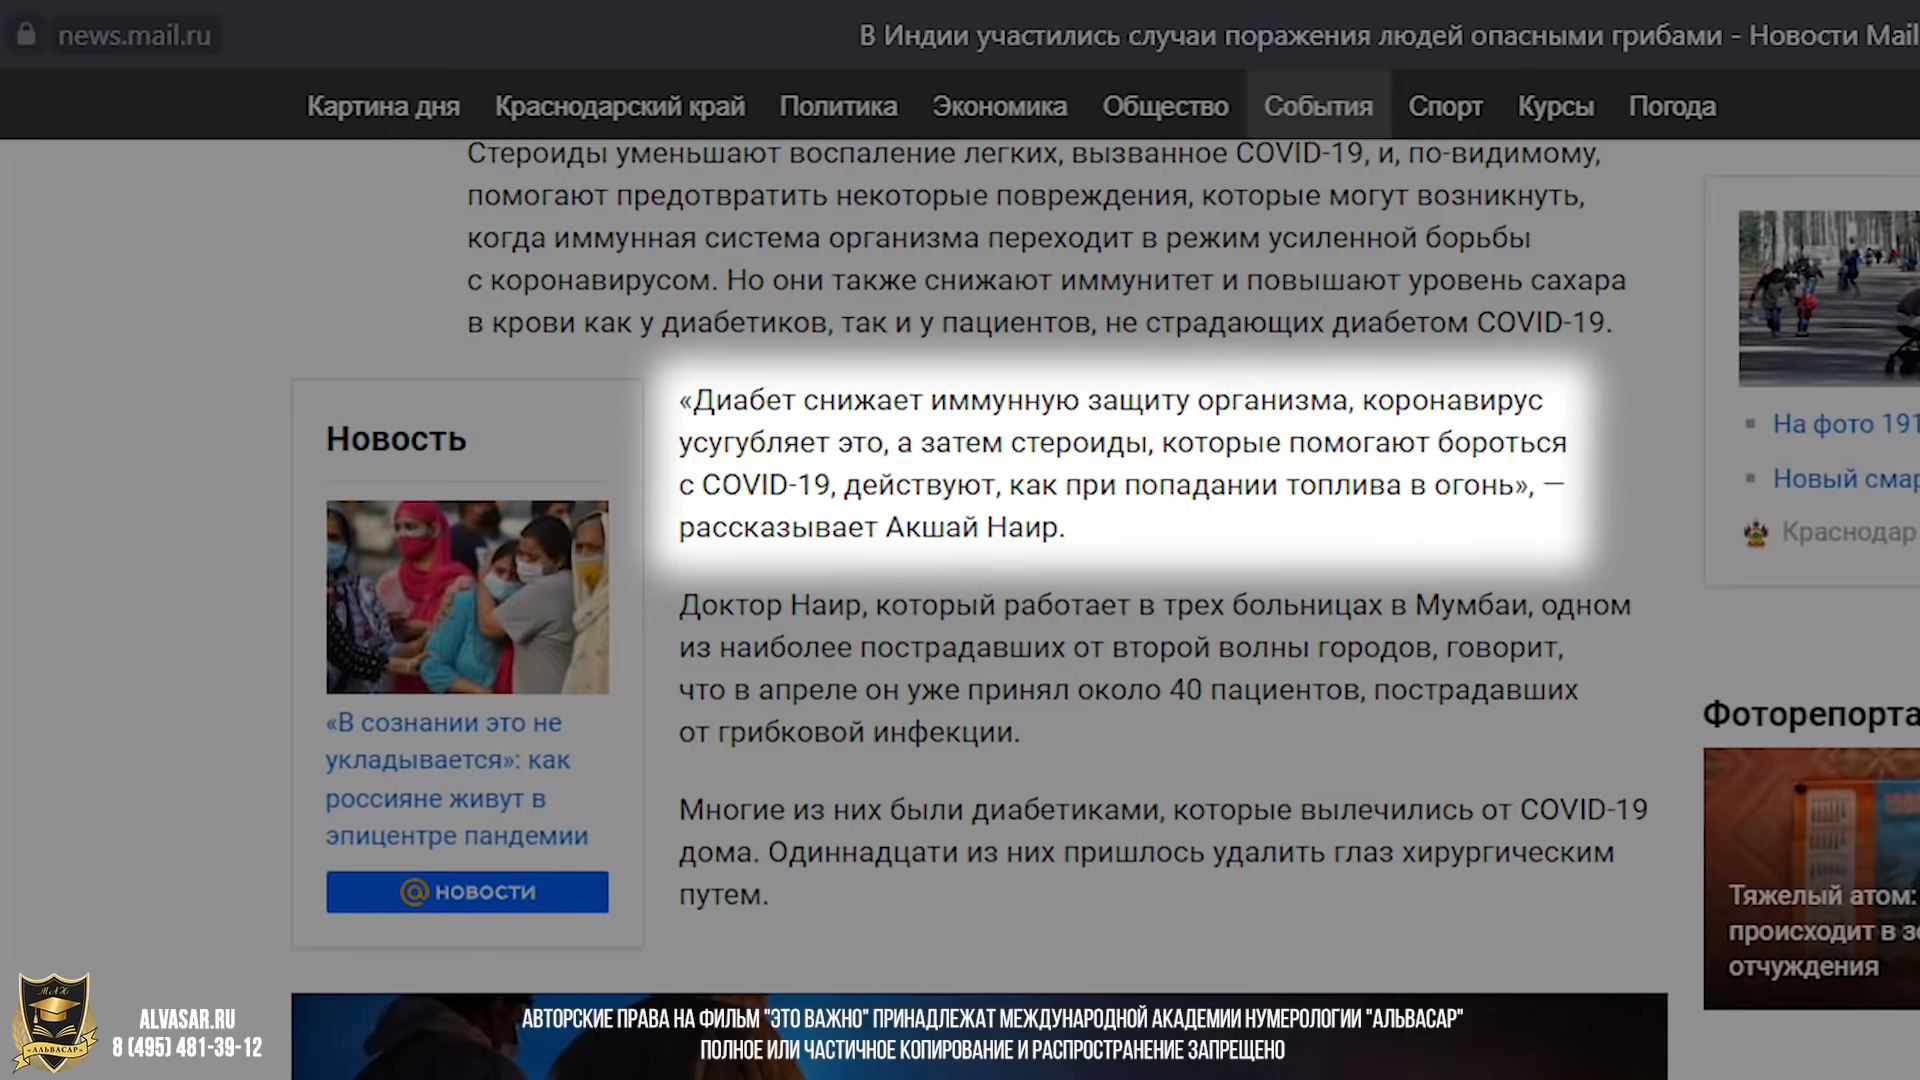 news.mail.ru
В Индии участились случаи поражения людей опасными грибами - Новости Mail
Картина дня Краснодарский край Политика Экономика Общество События Спорт Курсы Погода
Стероиды уменьшают воспаление легких, вызванное COVID-19, и, по-видимому,
помогают предотвратить некоторые повреждения, которые могут возникнуть,
когда иммунная система организма переходит в режим усиленной борьбы
с коронавирусом. Но они также снижают иммунитет и повышают уровень сахара
в крови как у диабетиков, так и у пациентов, не страдающих диабетом COVID-19.
Новость
«В сознании это не
укладывается»: как
россияне живут в
эпицентре пандемии
НОВОСТИ
«Диабет снижает иммунную защиту организма, коронавирус
усугубляет это, а затем стероиды, которые помогают бороться
с COVID-19, действуют, как при попадании топлива в огонь», —
рассказывает Акшай Наир.
Доктор Наир, который работает в трех больницах в Мумбаи, одном
из наиболее пострадавших от второй волны городов, говорит,
что в апреле он уже принял около 40 пациентов, пострадавших
от грибковой инфекции.
Многие из них были диабетиками, которые вылечились от COVID-19
дома. Одиннадцати из них пришлось удалить глаз хирургическим
путем.
На фото 191
Новый смар
Краснодар
Фоторепорта
Тяжелый атом:
происходит в зо
отчуждения
МАН
«АЛЬВАСАР»
ALVASAR.RU
8 (495) 481-39-12
АВТОРСКИЕ ПРАВА НА ФИЛЬМ "ЭТО ВАЖНО" ПРИНАДЛЕЖАТ МЕЖДУНАРОДНОЙ АКАДЕМИИ НУМЕРОЛОГИИ "АЛЬВАСАР"
ПОЛНОЕ ИЛИ ЧАСТИЧНОЕ КОПИРОВАНИЕ И РАСПРОСТРАНЕНИЕ ЗАПРЕЩЕНО